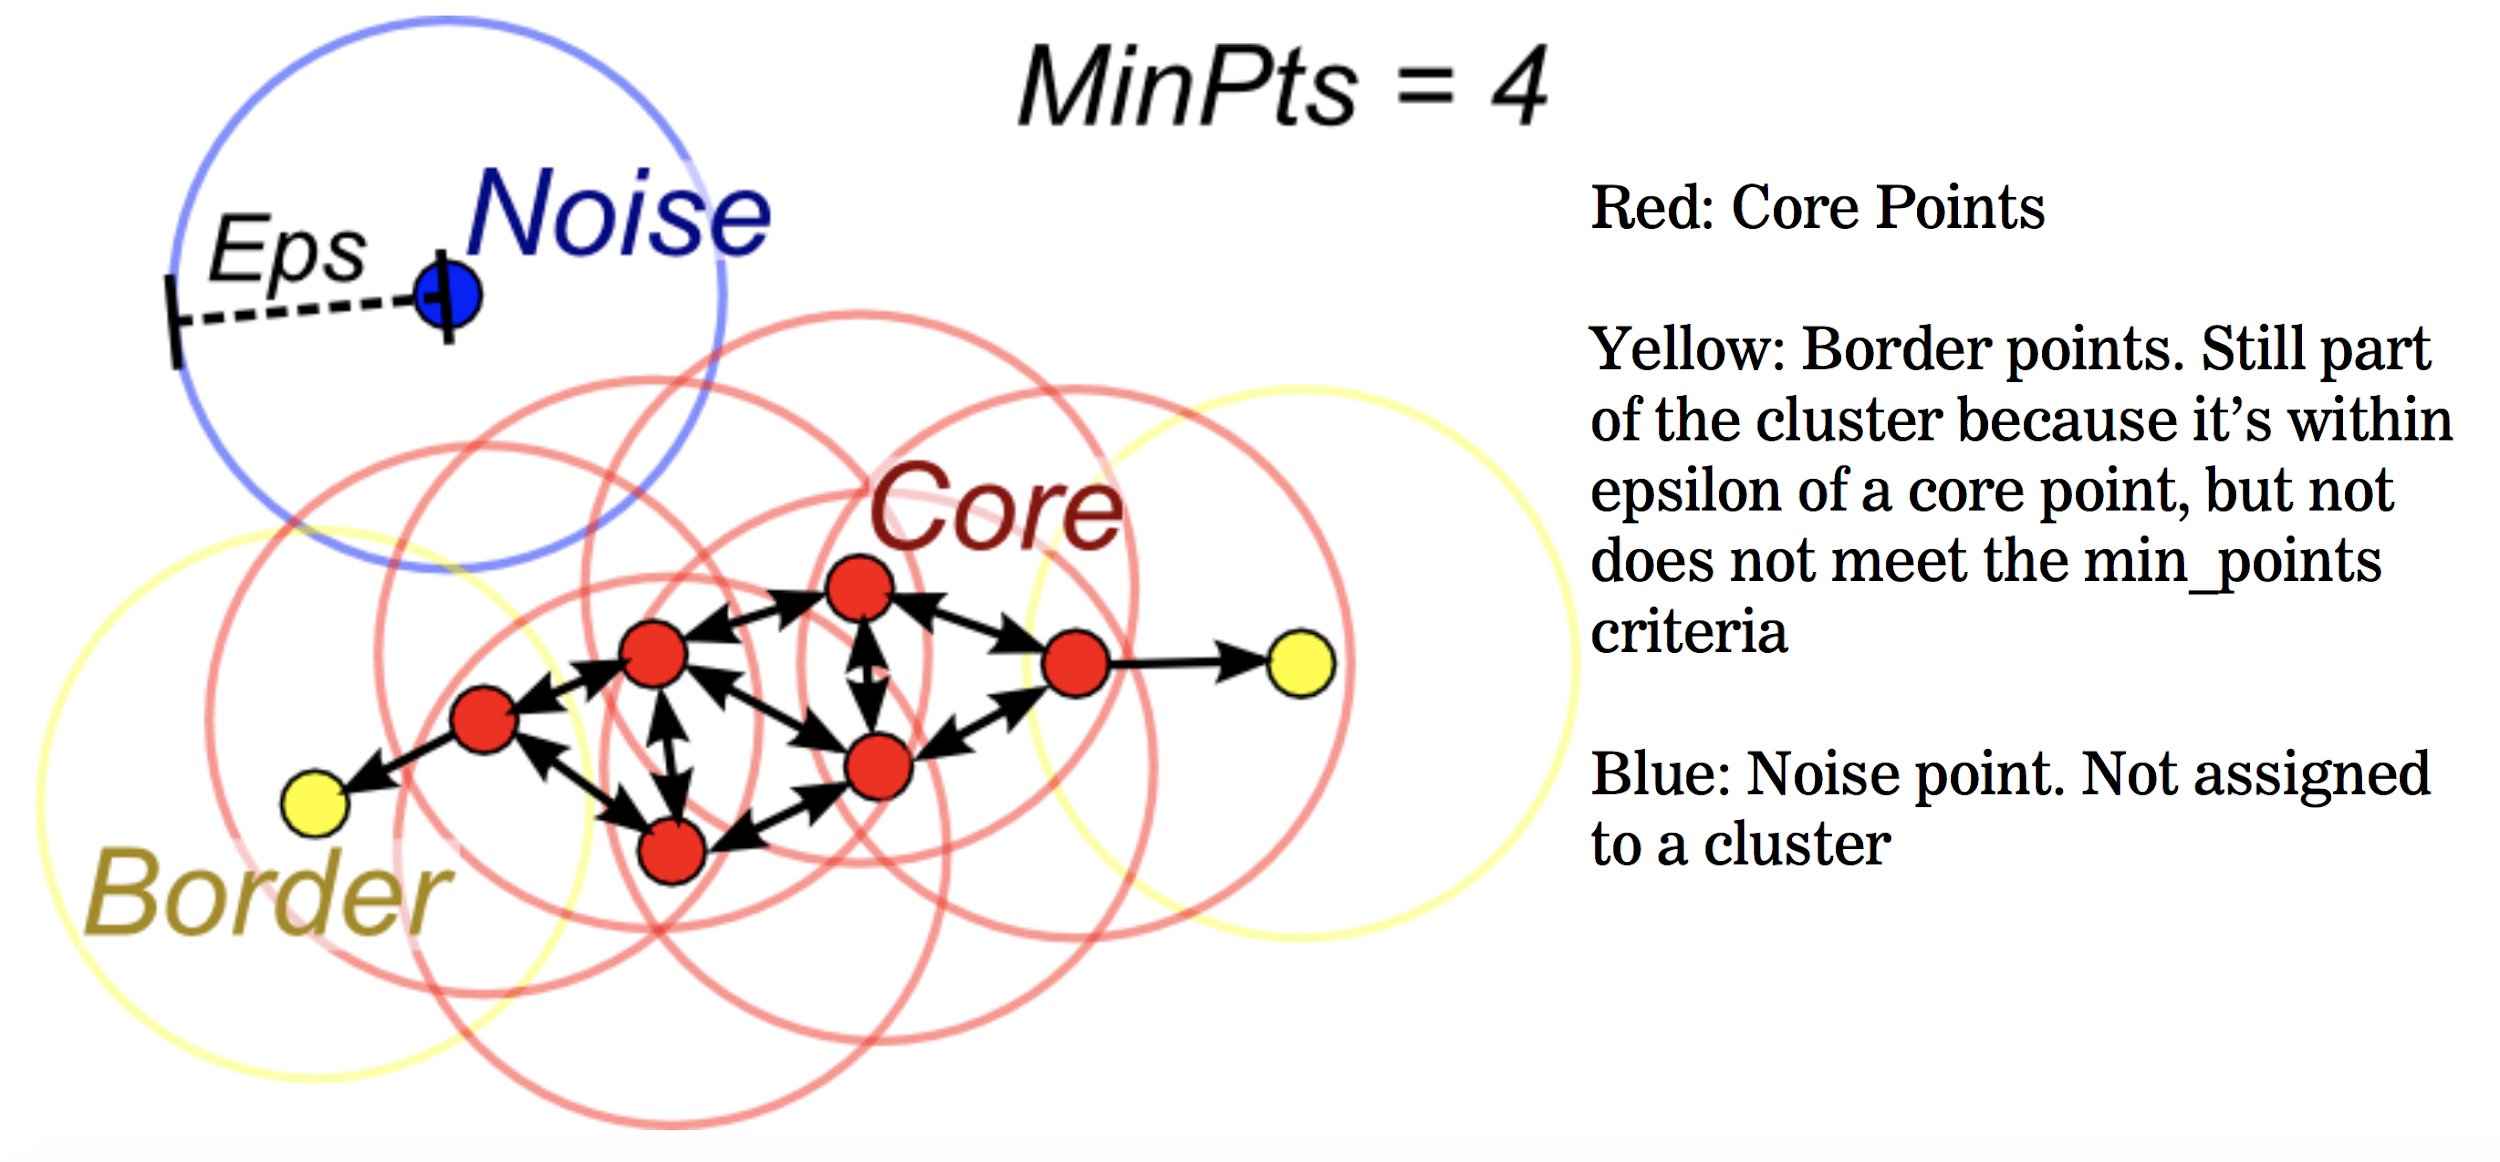 MinPts = 4
Noise
Eps
Core
Border
Red: Core Points
Yellow: Border points. Still part
of the cluster because it’s within
epsilon of a core point, but not
does not meet the min_points
criteria
Blue: Noise point. Not assigned
to a cluster